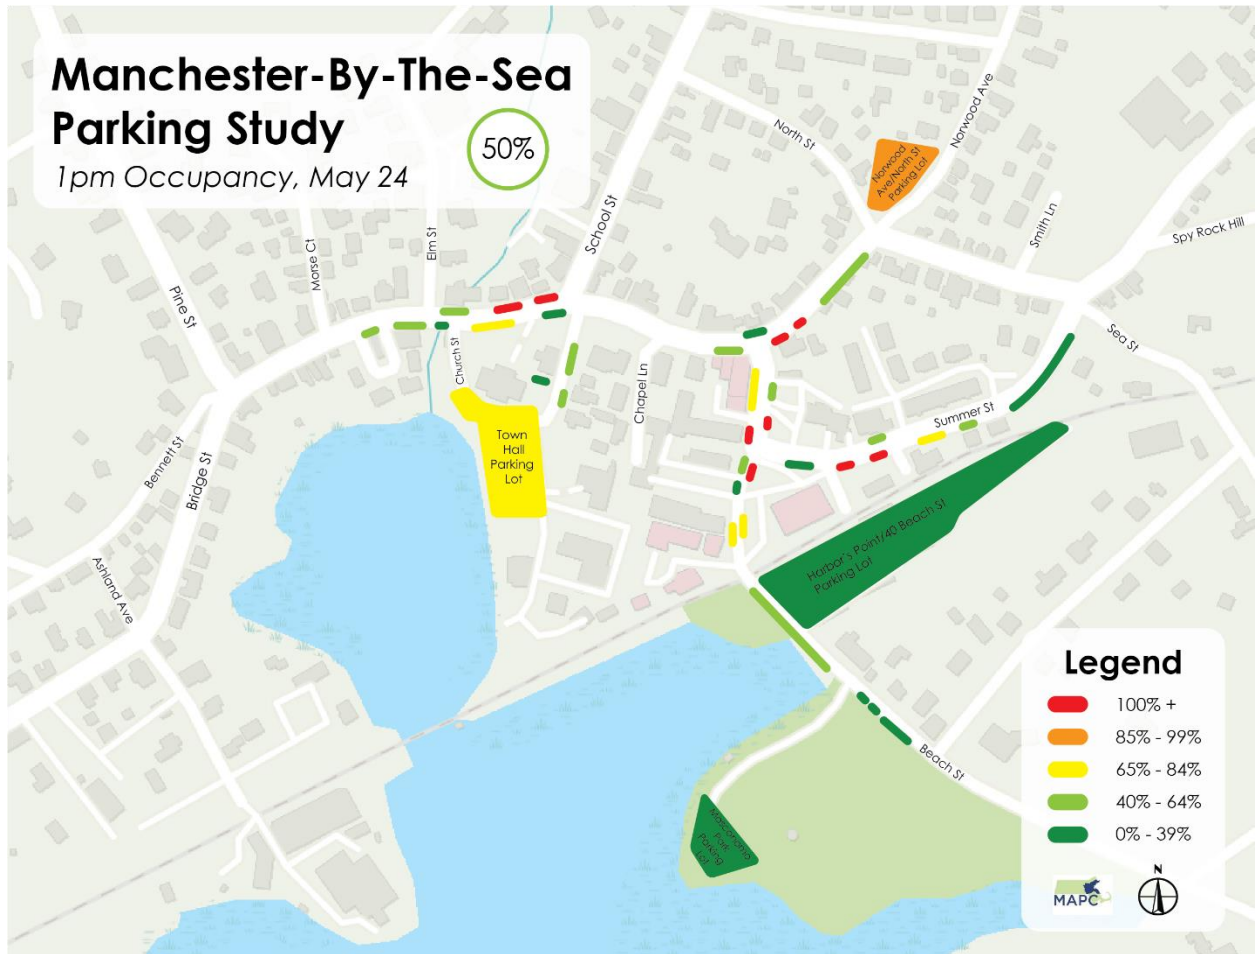 Manchester-By-The-Sea
Parking Study
1pm Occupancy, May 24
50%
North St
Norwood Ave
Norwood
Ave/North St
Parking Lot
School St
Smith Ln
Spy Rock Hill
Elm St
Morse Ct
Pine St
Sea St
Church St
Chapel Ln
Summer St
Bennett St
Bridge St
Town
Hall
Parking
Lot
Ashland Ave
Harbor's Point/40 Beach St
Parking Lot
Beach St
Masconomo
Park
Parking
Lot
Legend
100% +
85% - 99%
65% - 84%
40% - 64%
0% - 39%
MAPC
N